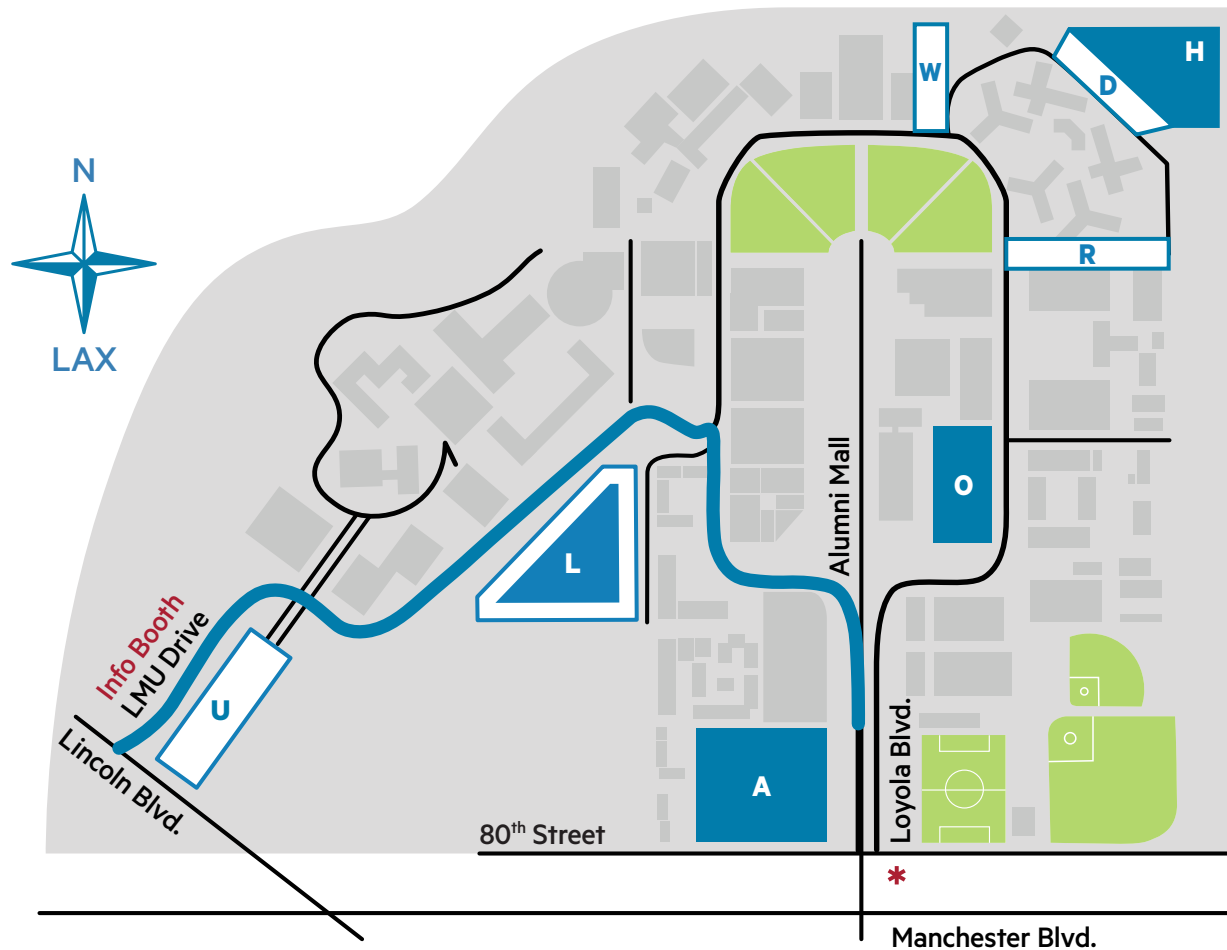 W
H
D
N
LAX
R
Alumni Mall
O
L
Info Booth
LMU Drive
U
Lincoln Blvd.
A
Loyola Blvd.
80th Street
*
Manchester Blvd.